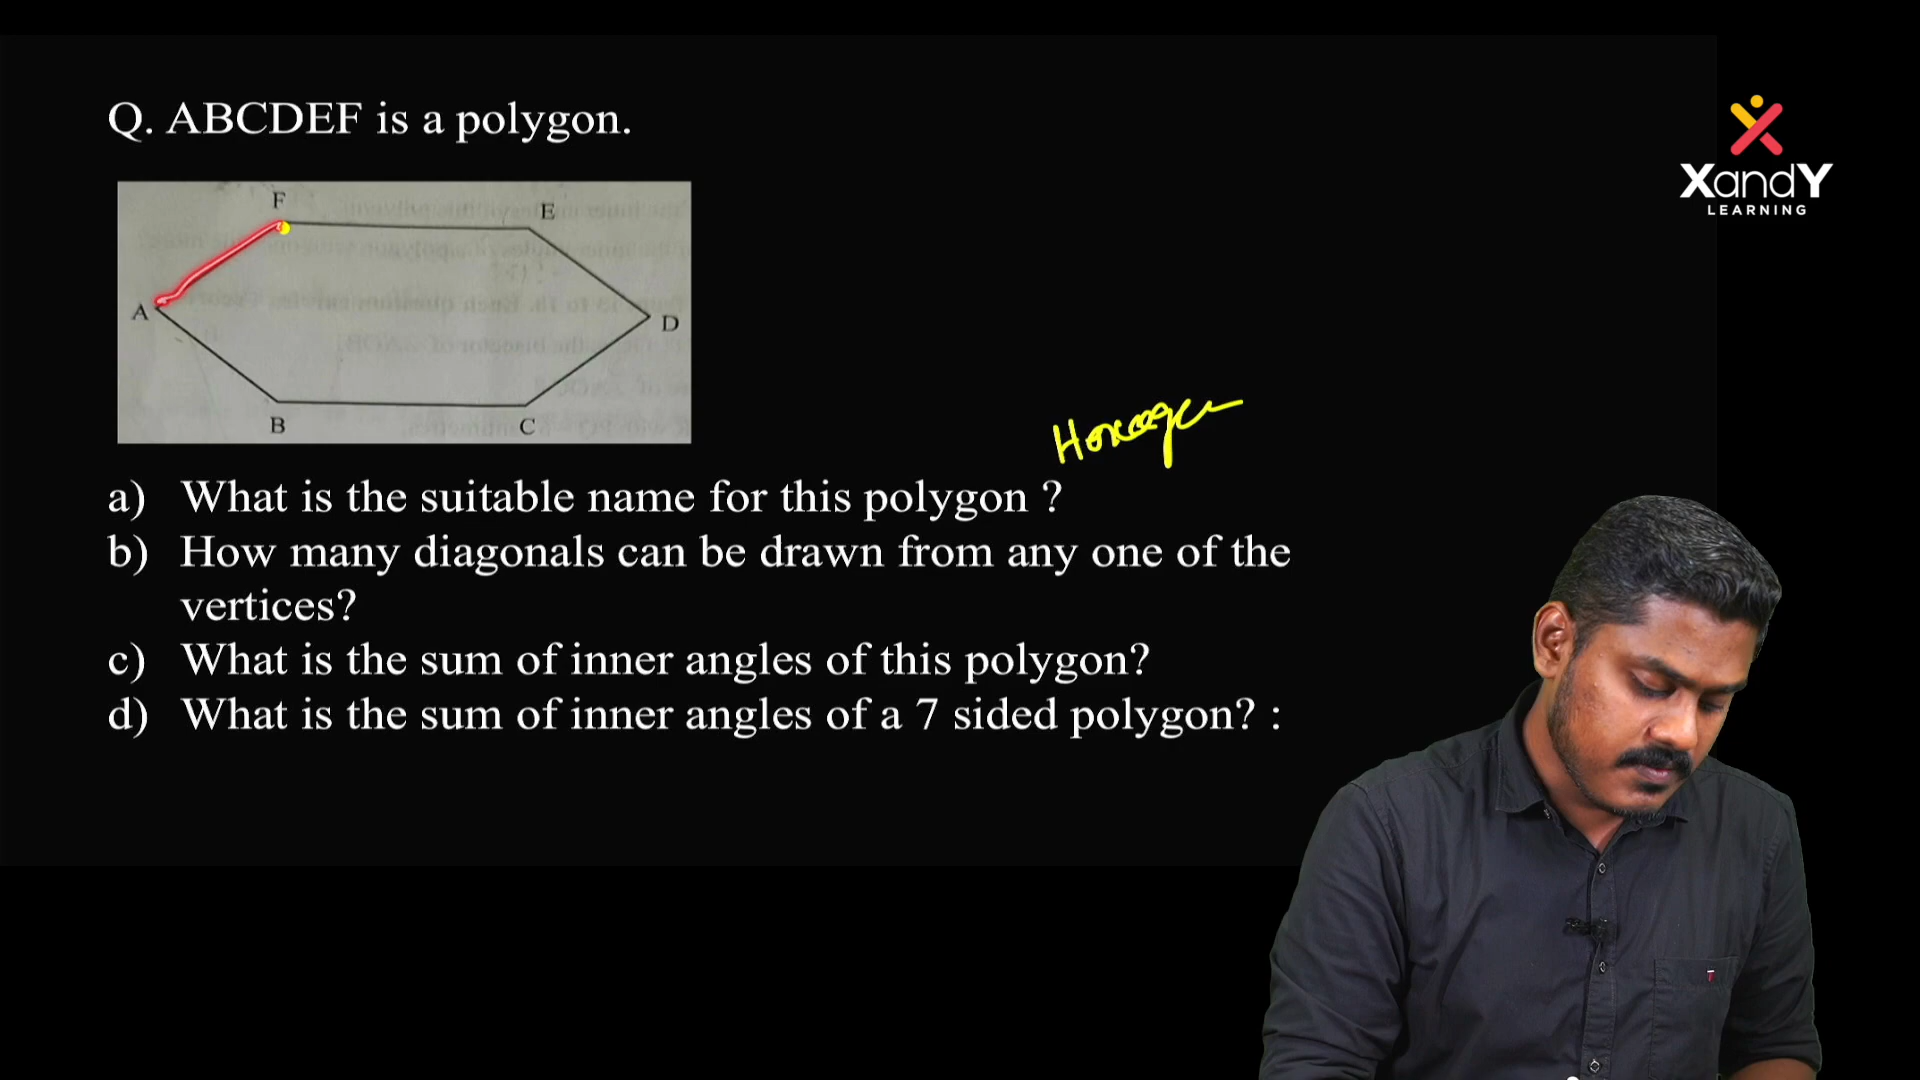 Q. ABCDEF is a polygon.
XandY
LEARNING
F
E
A
D
B
C
a) What is the suitable name for this polygon ?
b) How many diagonals can be drawn from any one of the
vertices?
c) What is the sum of inner angles of this polygon?
d) What is the sum of inner angles of a 7 sided polygon? :